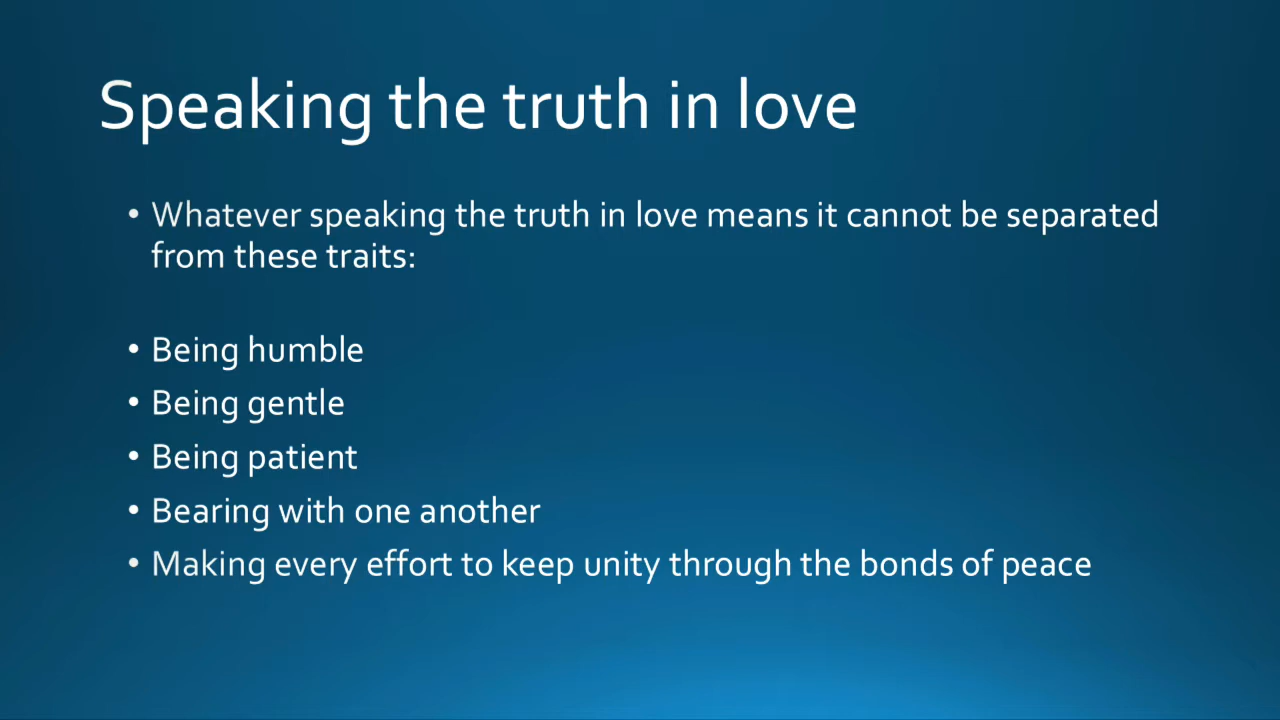 Speaking the truth in love
• Whatever speaking the truth in love means it cannot be separated
from these traits:
• Being humble
• Being gentle
• Being patient
• Bearing with one another
• Making every effort to keep unity through the bonds of peace